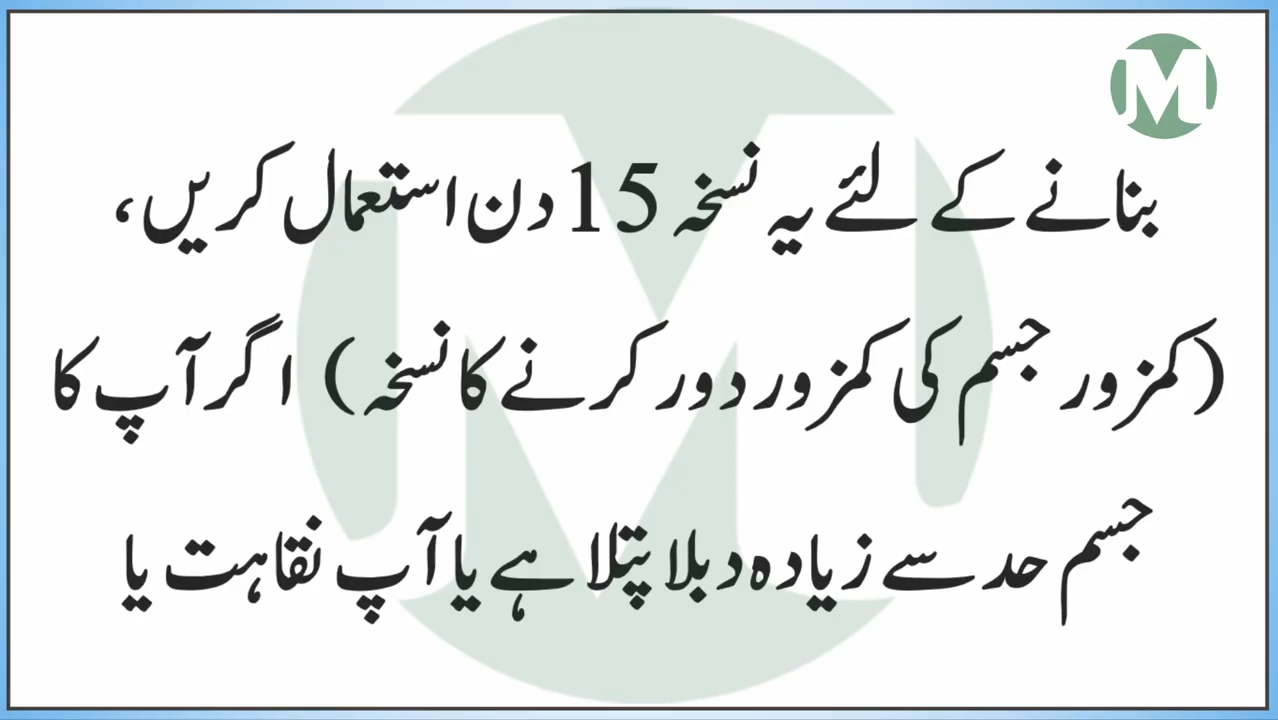 M
بنانے کے لئے یہ نسخہ 15 دن استعمال کریں،
(کمزور جسم کی کمزور دور کرنے کا نسخہ) اگر آپ کا
جسم حد سے زیادہ دبلا پتلا ہے یا آپ نقاہت یا